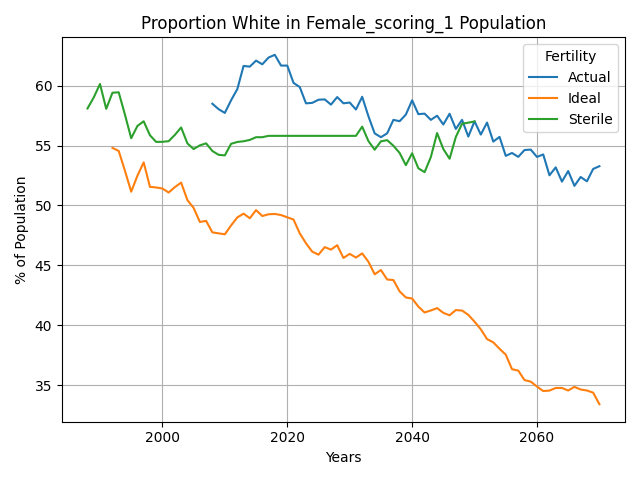 Proportion White in Female_scoring_1 Population
Fertility
Actual
Ideal
Sterile
% of Population
60
55
50
45
40
35
2000
2020
2040
2060
Years